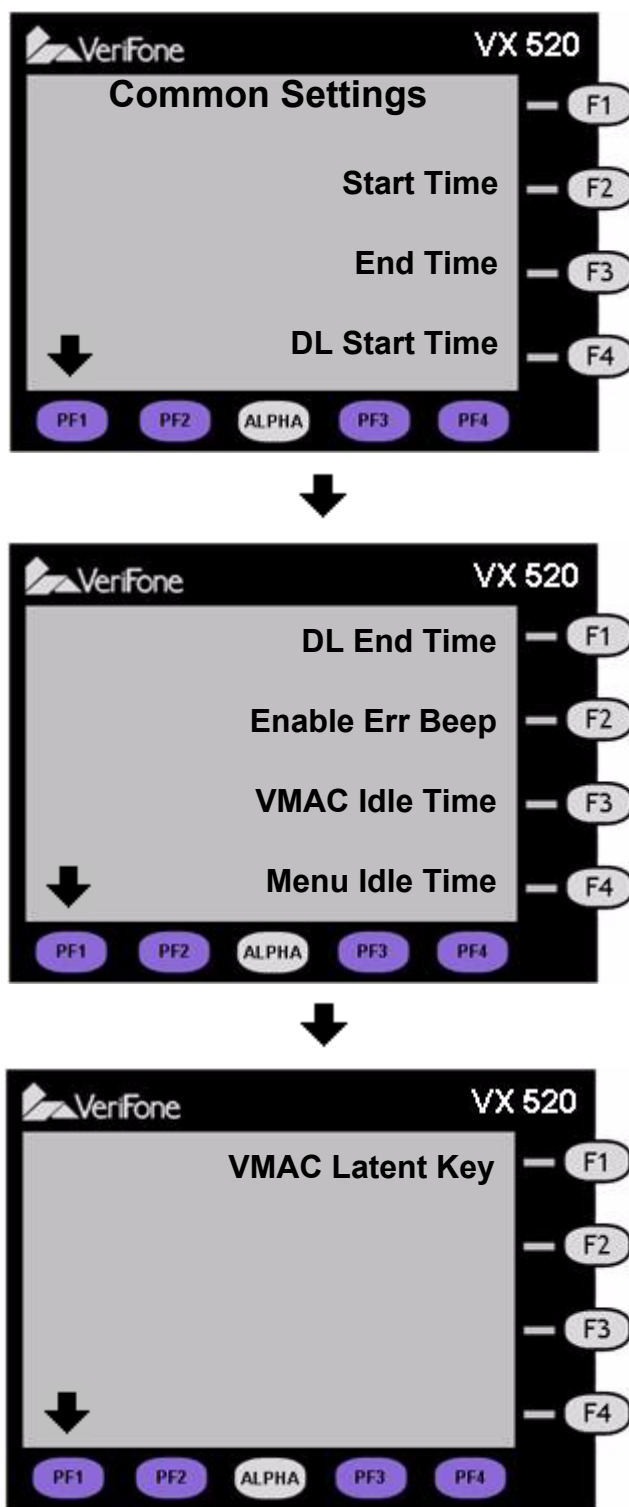 VeriFone VX 520
Common Settings
F1
Start Time F2
End Time F3
DL Start Time F4
PF1 PF2 ALPHA PF3 PF4
VeriFone VX 520
DL End Time F1
Enable Err Beep F2
VMAC Idle Time F3
Menu Idle Time F4
PF1 PF2 ALPHA PF3 PF4
VeriFone VX 520
VMAC Latent Key F1
F2
F3
F4
PF1 PF2 ALPHA PF3 PF4